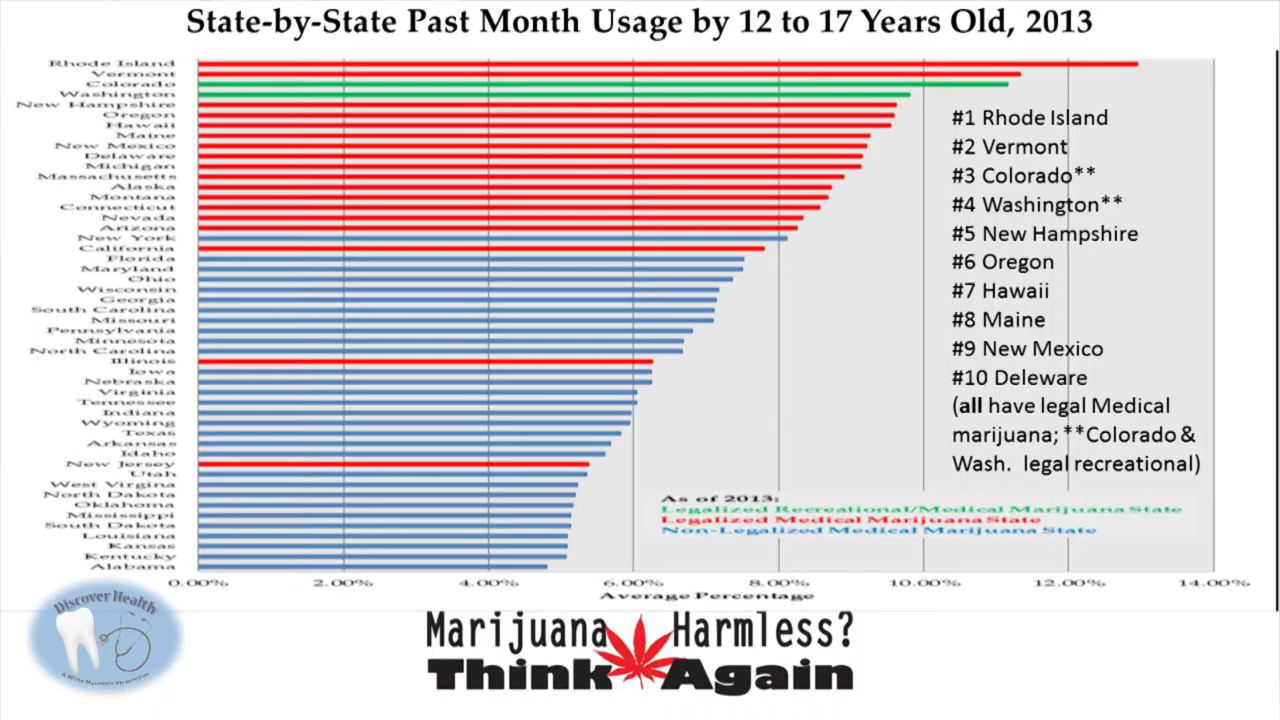 State-by-State Past Month Usage by 12 to 17 Years Old, 2013
Rhode Island
Vermont
Colorado
Washington
New Hampshire
Oregon
Hawaii
Maine
New Mexico
Delaware
Michigan
Massachusetts
Alaska
Montana
Connecticut
Nevada
Arizona
New York
California
Florida
Maryland
Ohio
Wisconsin
Georgia
South Carolina
Missouri
Pennsylvania
Minnesota
North Carolina
Illinois
Iowa
Nebraska
Virginia
Tennessee
Indiana
Wyoming
Texas
Arkansas
Idaho
New Jersey
Utah
West Virgina
North Dakota
Oklahoma
Mississippi
South Dakota
Louisiana
Kansas
Kentucky
Alabama
0.00% 2.00% 4.00% 6.00% 8.00% 10.00% 12.00% 14.00%
Average Percentage
#1 Rhode Island
#2 Vermont
#3 Colorado**
#4 Washington**
#5 New Hampshire
#6 Oregon
#7 Hawaii
#8 Maine
#9 New Mexico
#10 Deleware
(all have legal Medical
marijuana; **Colorado &
Wash. legal recreational)
As of 2013:
Legalized Recreational/Medical Marijuana State
Legalized Medical Marijuana State
Non-Legalized Medical Marijuana State
Discover Health
A White Mountain Perspective
Marijuana Harmless?
Think Again